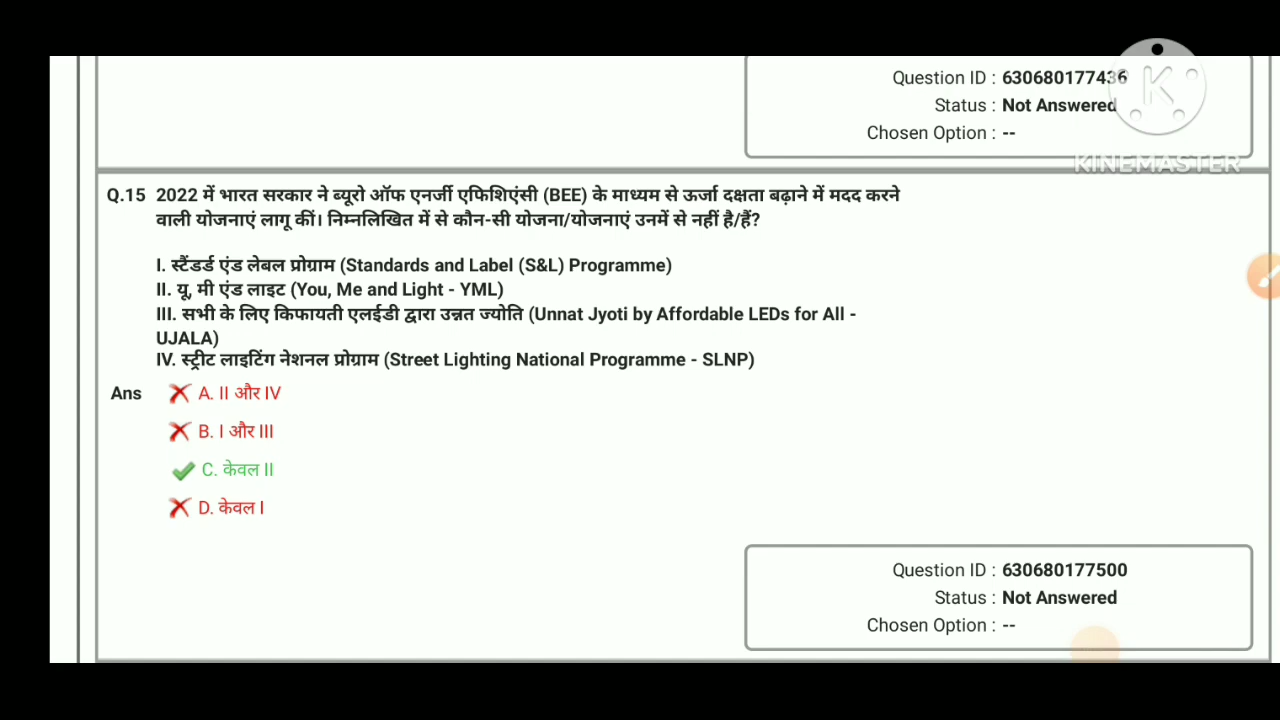 Question ID : 630680177436
Status : Not Answered
Chosen Option : --
KINEMASTER
Q.15 2022 में भारत सरकार ने ब्यूरो ऑफ एनर्जी एफिशिएंसी (BEE) के माध्यम से ऊर्जा दक्षता बढ़ाने में मदद करने
वाली योजनाएं लागू कीं। निम्नलिखित में से कौन-सी योजना/योजनाएं उनमें से नहीं है/हैं?
I. स्टैंडर्ड एंड लेबल प्रोग्राम (Standards and Label (S&L) Programme)
II. यू, मी एंड लाइट (You, Me and Light - YML)
III. सभी के लिए किफायती एलईडी द्वारा उन्नत ज्योति (Unnat Jyoti by Affordable LEDs for All -
UJALA)
IV. स्ट्रीट लाइटिंग नेशनल प्रोग्राम (Street Lighting National Programme - SLNP)
Ans A. II और IV
B. I और III
C. केवल II
D. केवल I
Question ID : 630680177500
Status : Not Answered
Chosen Option : --